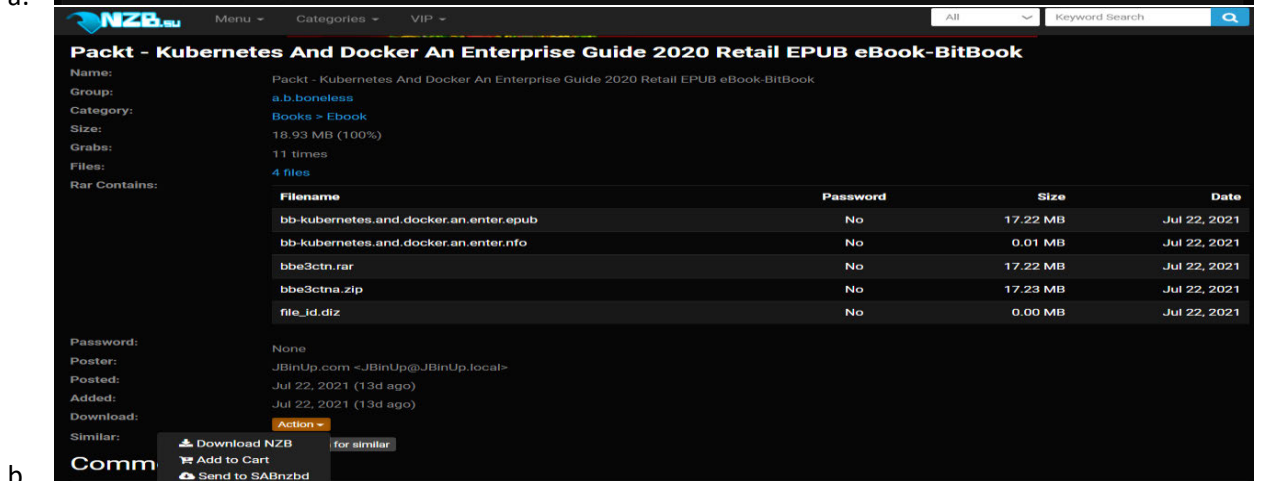 a.
NZB.su Menu Categories VIP All Keyword Search
Packt - Kubernetes And Docker An Enterprise Guide 2020 Retail EPUB eBook-BitBook
Name: Packt - Kubernetes And Docker An Enterprise Guide 2020 Retail EPUB eBook-BitBook
Group: a.b.boneless
Category: Books > Ebook
Size: 18.93 MB (100%)
Grabs: 11 times
Files: 4 files
Rar Contains:
Filename Password Size Date
bb-kubernetes.and.docker.an.enter.epub No 17.22 MB Jul 22, 2021
bb-kubernetes.and.docker.an.enter.nfo No 0.01 MB Jul 22, 2021
bbe3ctn.rar No 17.22 MB Jul 22, 2021
bbe3ctna.zip No 17.23 MB Jul 22, 2021
file_id.diz No 0.00 MB Jul 22, 2021
Password: None
Poster: JBinUp.com <JBinUp@JBinUp.local>
Posted: Jul 22, 2021 (13d ago)
Added: Jul 22, 2021 (13d ago)
Download: Action
Similar: for similar
Download NZB
Add to Cart
Send to SABnzbd
Comm
b.